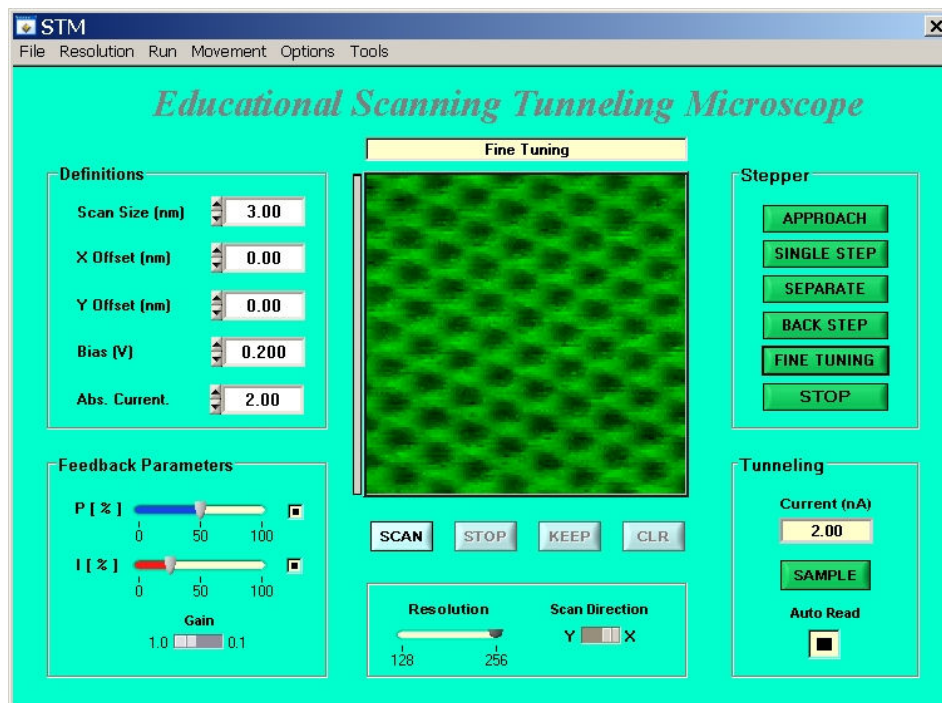 STM
File Resolution Run Movement Options Tools
Educational Scanning Tunneling Microscope
Fine Tuning
Definitions
Scan Size (nm) 3.00
X Offset (nm) 0.00
Y Offset (nm) 0.00
Bias (V) 0.200
Abs. Current. 2.00
Stepper
APPROACH
SINGLE STEP
SEPARATE
BACK STEP
FINE TUNING
STOP
Feedback Parameters
P [ % ]
0 50 100
I [ % ]
0 50 100
Gain
1.0 0.1
SCAN STOP KEEP CLR
Resolution
128 256
Scan Direction
Y X
Tunneling
Current (nA)
2.00
SAMPLE
Auto Read